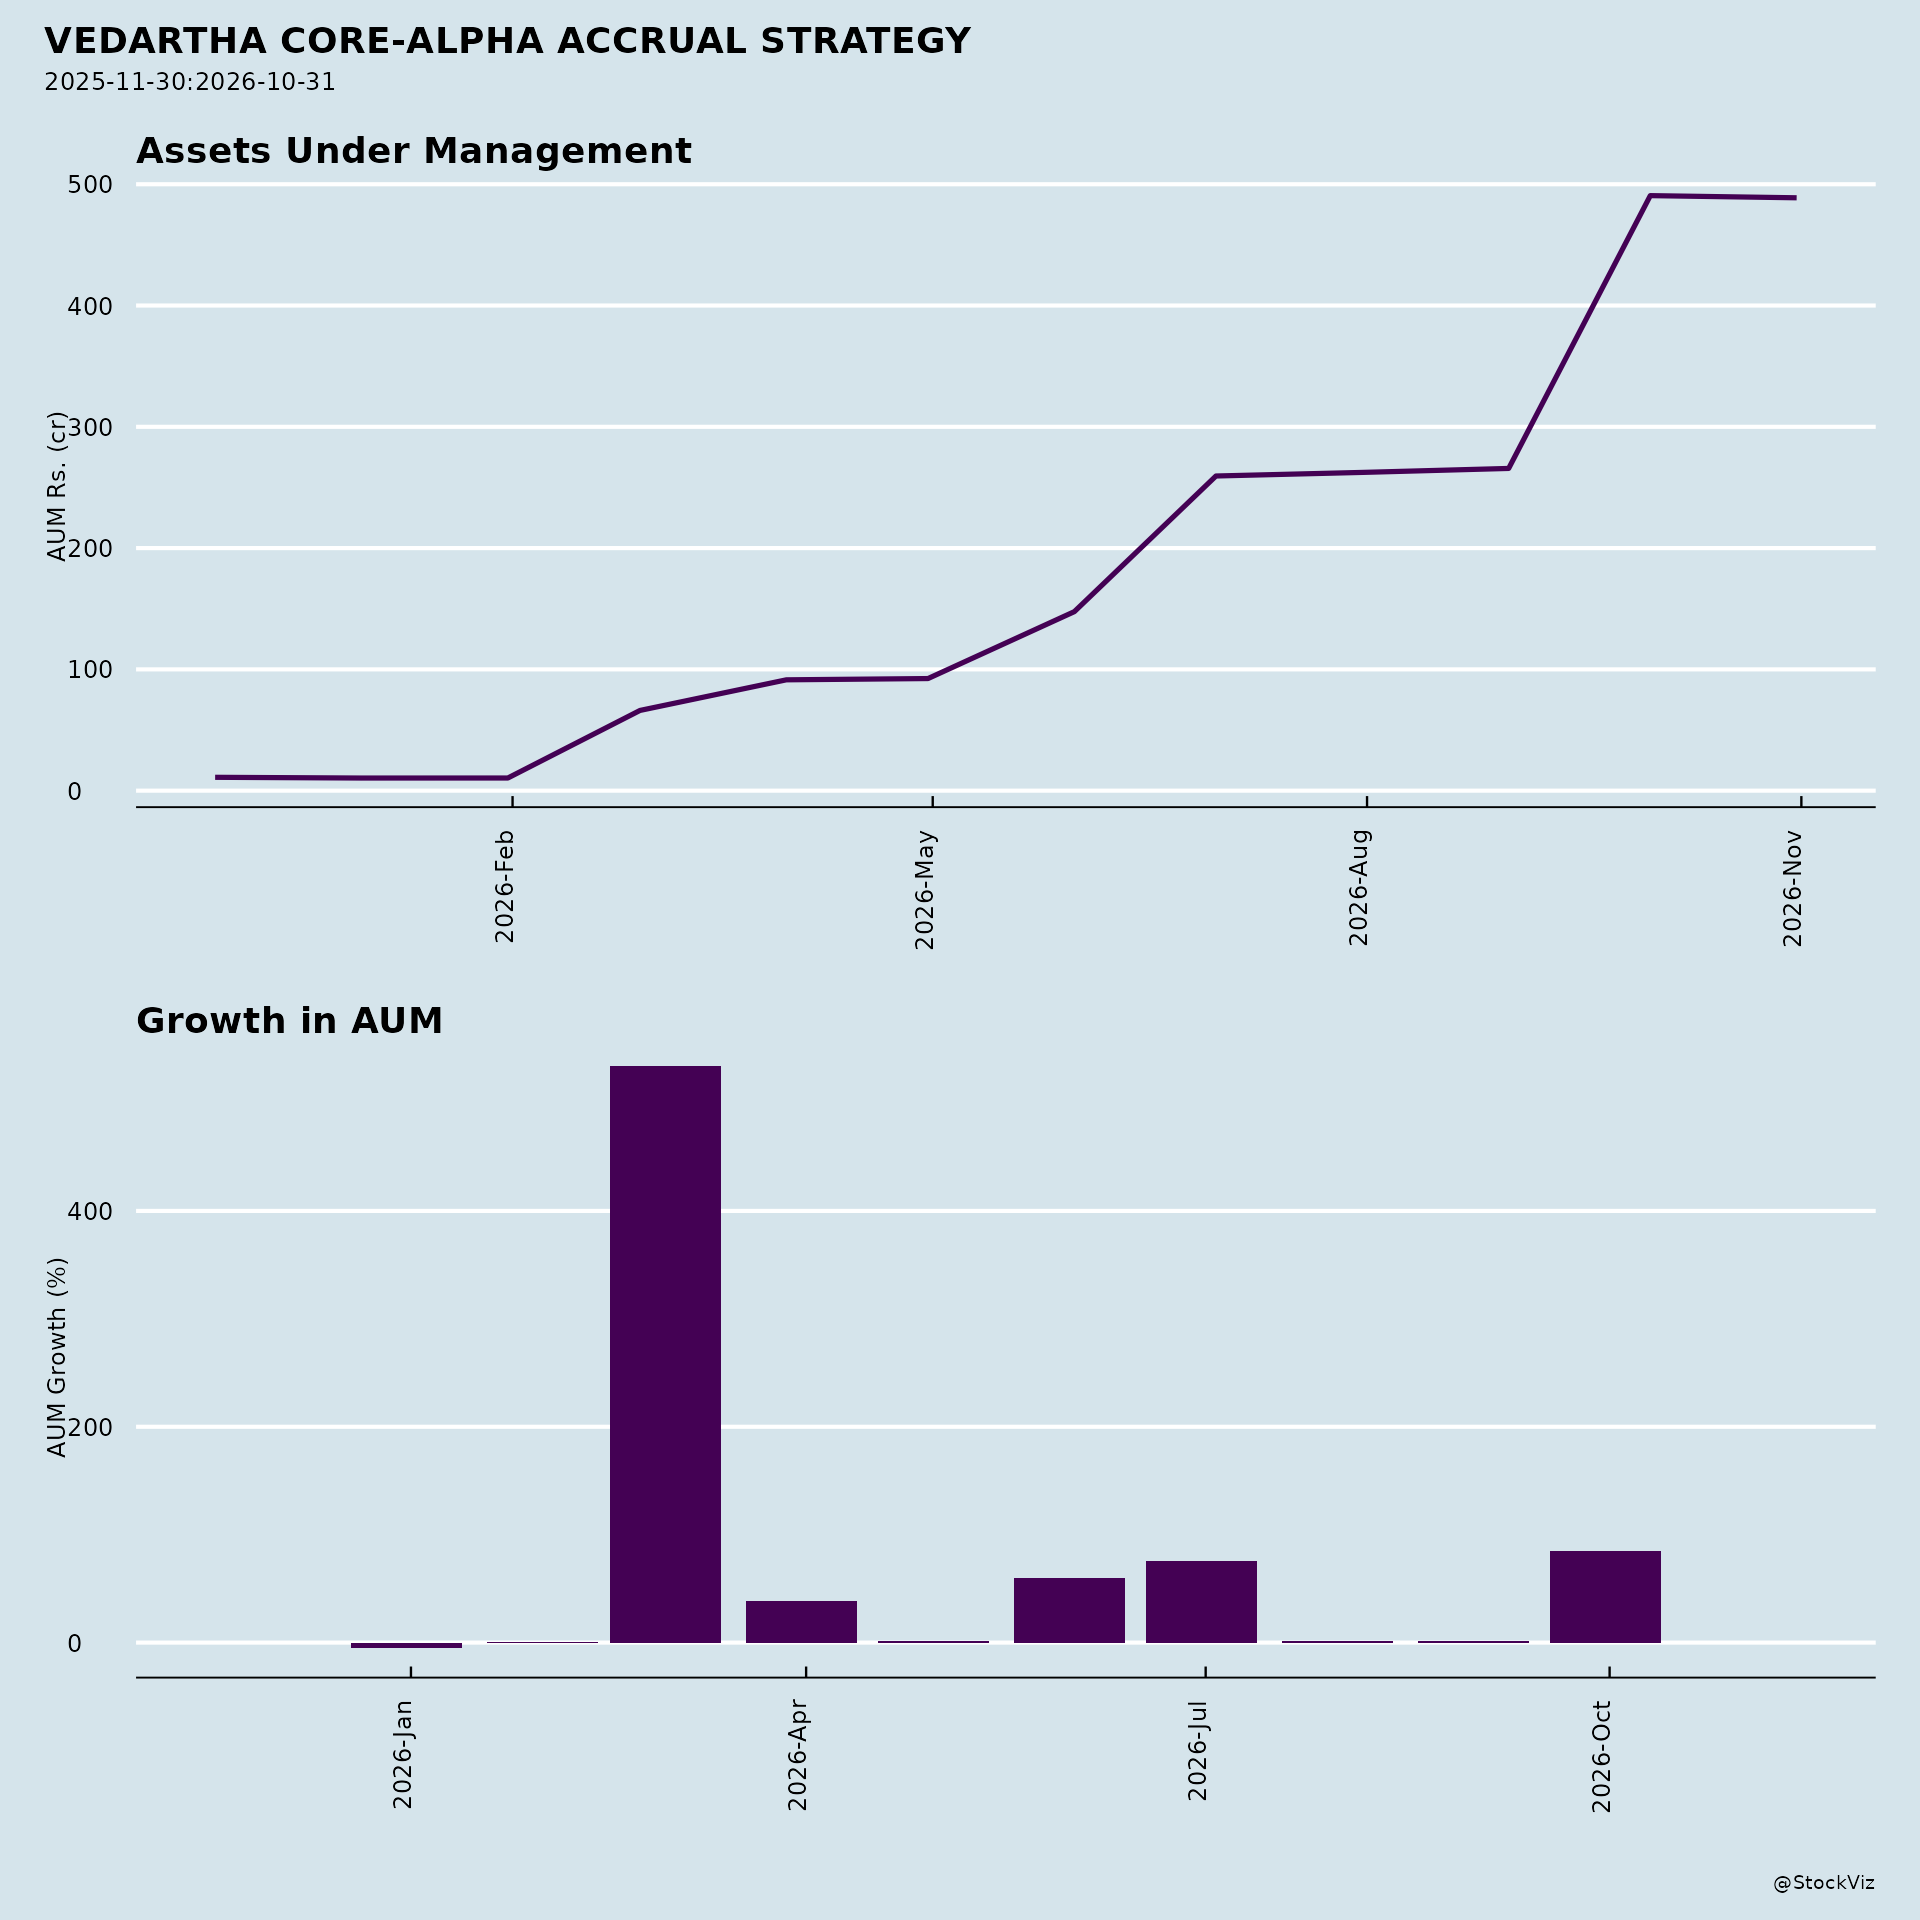 VEDARTHA CORE-ALPHA ACCRUAL STRATEGY
2025-11-30:2026-10-31
Assets Under Management
AUM Rs. (cr)
500
400
300
200
100
0
2026-Feb
2026-May
2026-Aug
2026-Nov
Growth in AUM
AUM Growth (%)
400
200
0
2026-Jan
2026-Apr
2026-Jul
2026-Oct
@StockViz